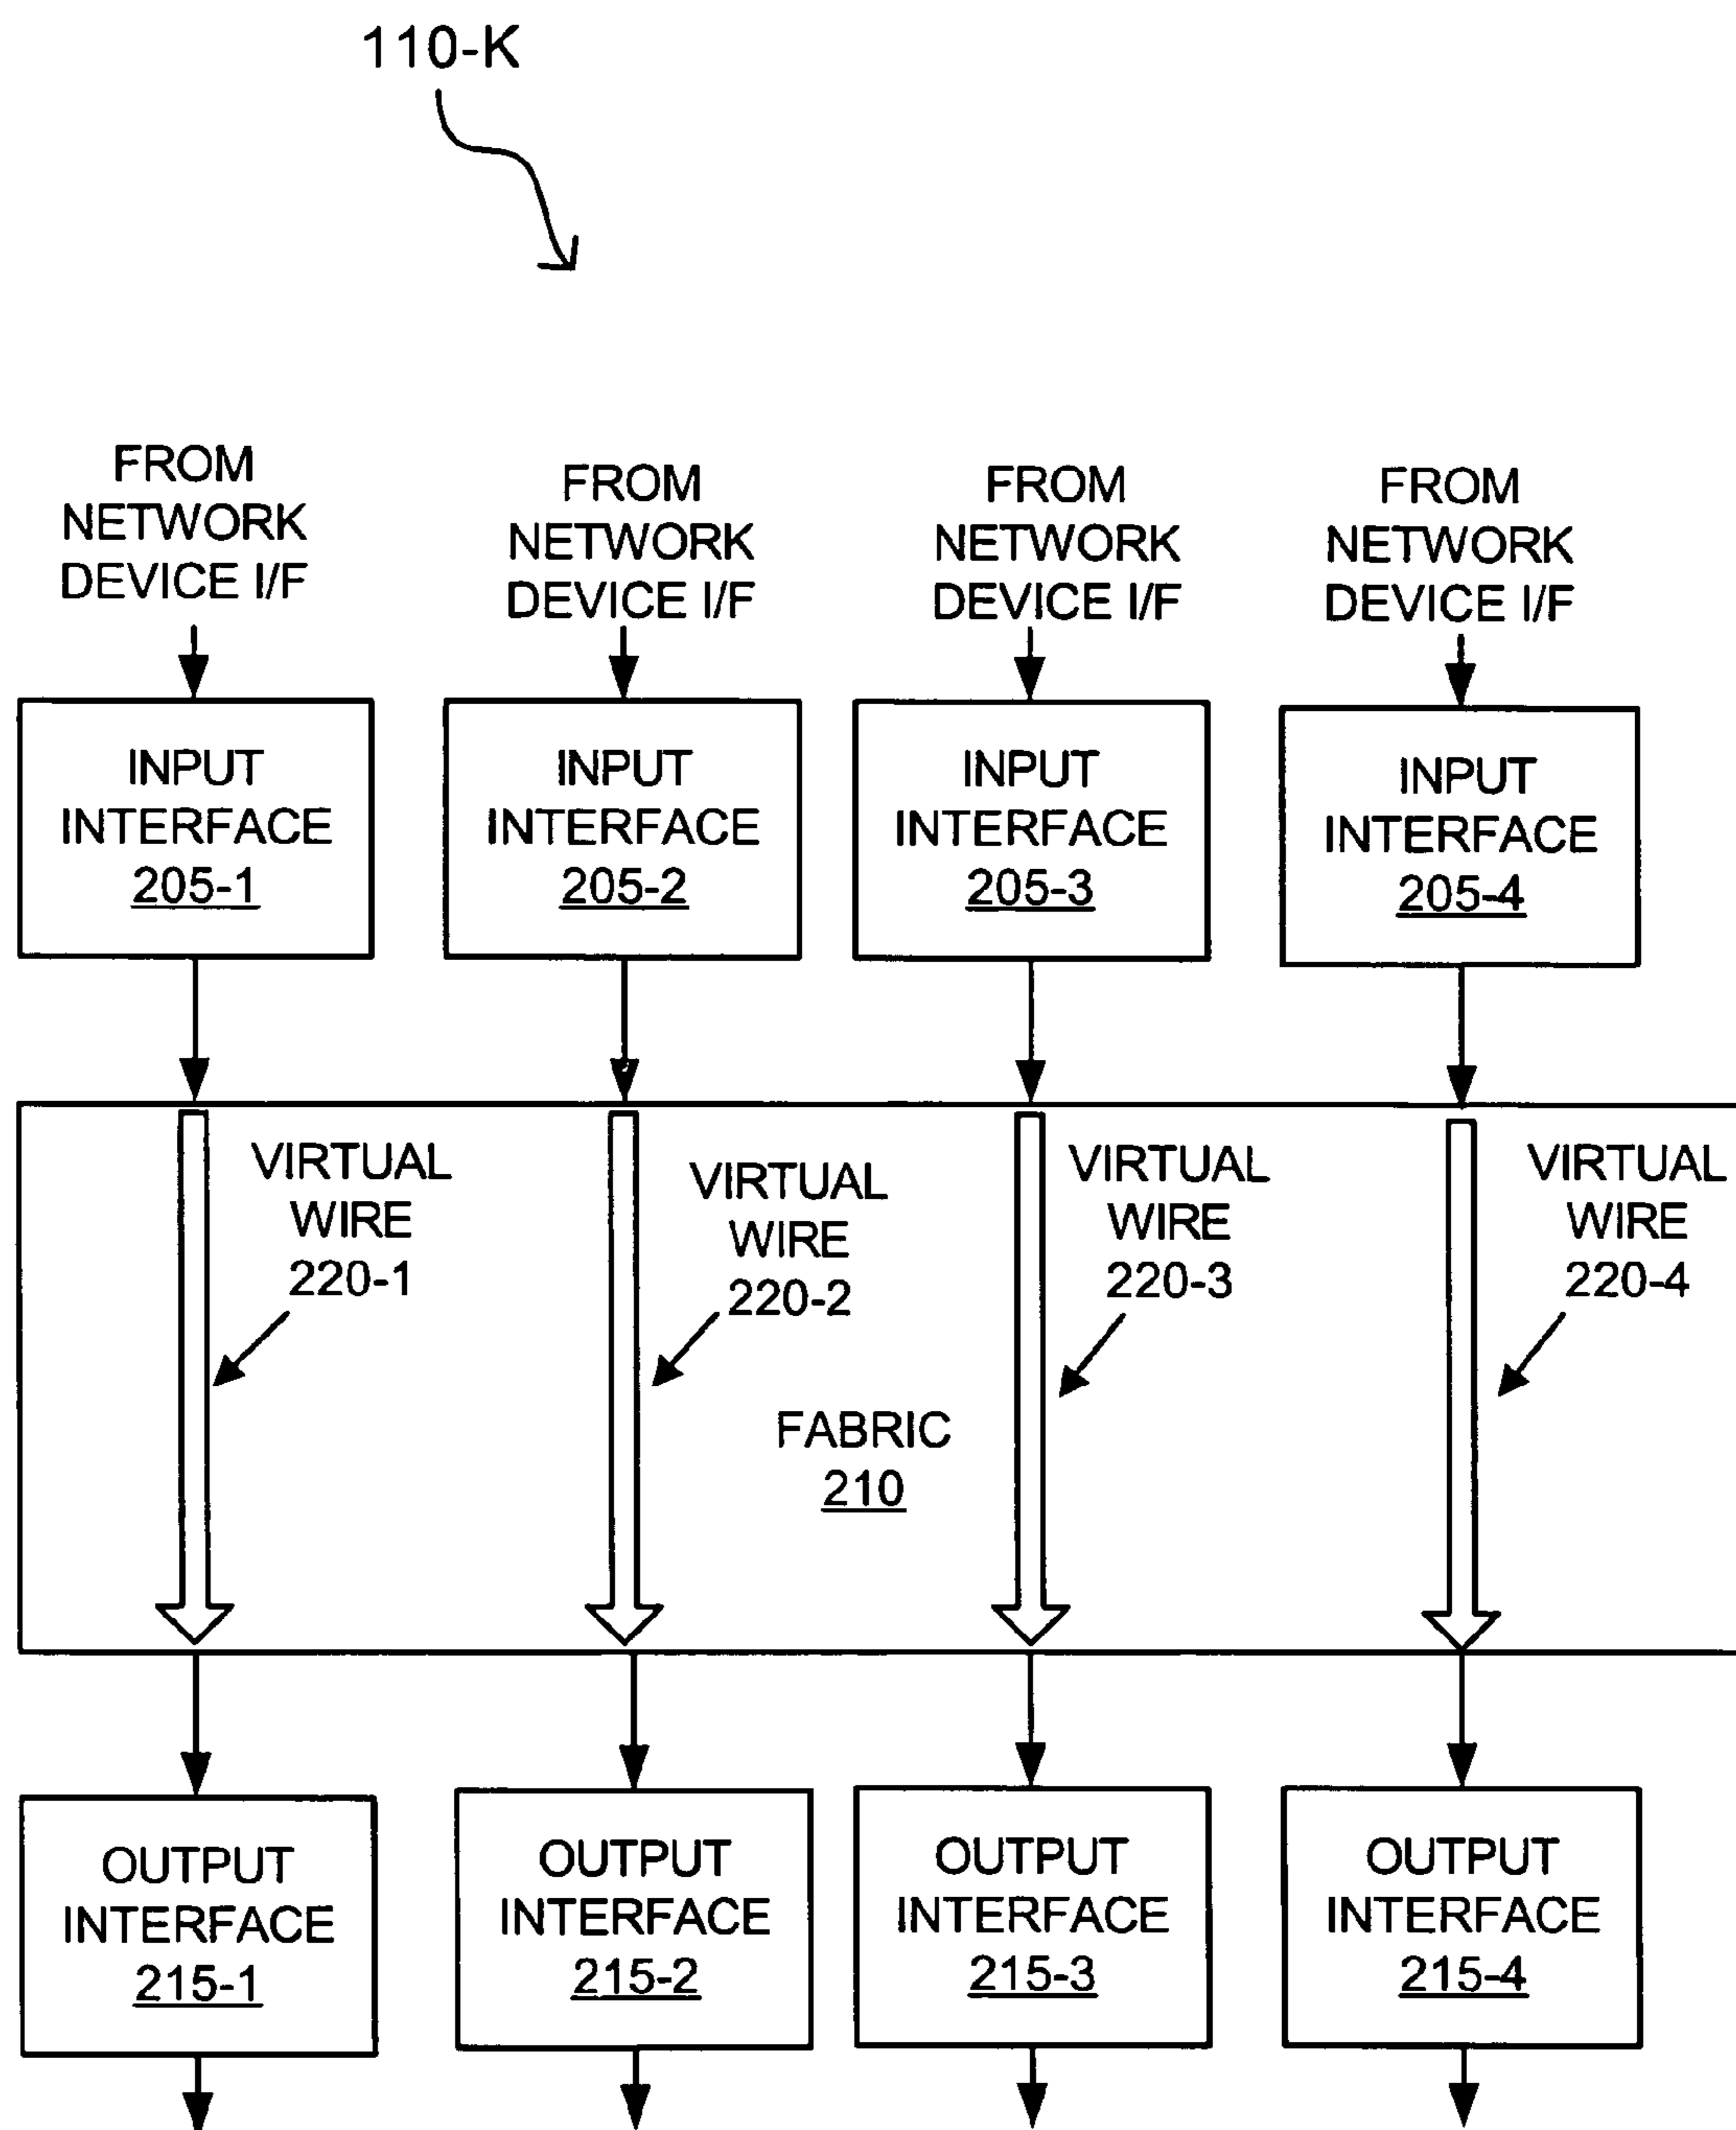 110-K
FROM
NETWORK
DEVICE I/F
FROM
NETWORK
DEVICE I/F
FROM
NETWORK
DEVICE I/F
FROM
NETWORK
DEVICE I/F
INPUT
INTERFACE
205-1
INPUT
INTERFACE
205-2
INPUT
INTERFACE
205-3
INPUT
INTERFACE
205-4
VIRTUAL
WIRE
220-1
VIRTUAL
WIRE
220-2
VIRTUAL
WIRE
220-3
VIRTUAL
WIRE
220-4
FABRIC
210
OUTPUT
INTERFACE
215-1
OUTPUT
INTERFACE
215-2
OUTPUT
INTERFACE
215-3
OUTPUT
INTERFACE
215-4